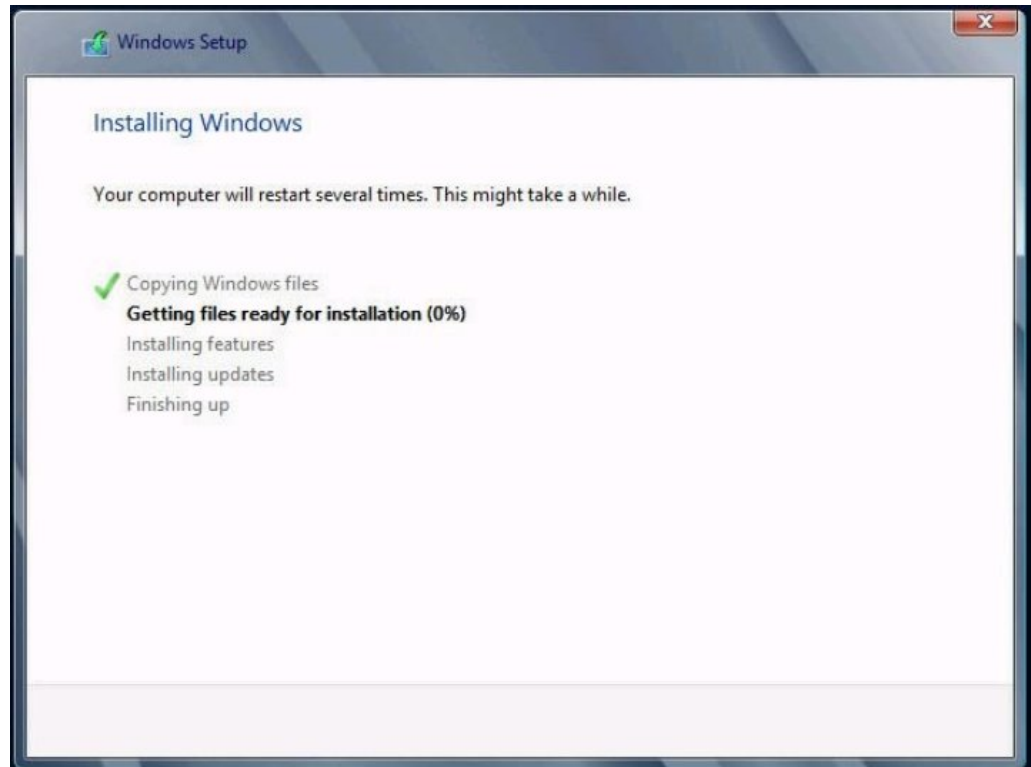 Windows Setup
Installing Windows
Your computer will restart several times. This might take a while.
Copying Windows files
Getting files ready for installation (0%)
Installing features
Installing updates
Finishing up